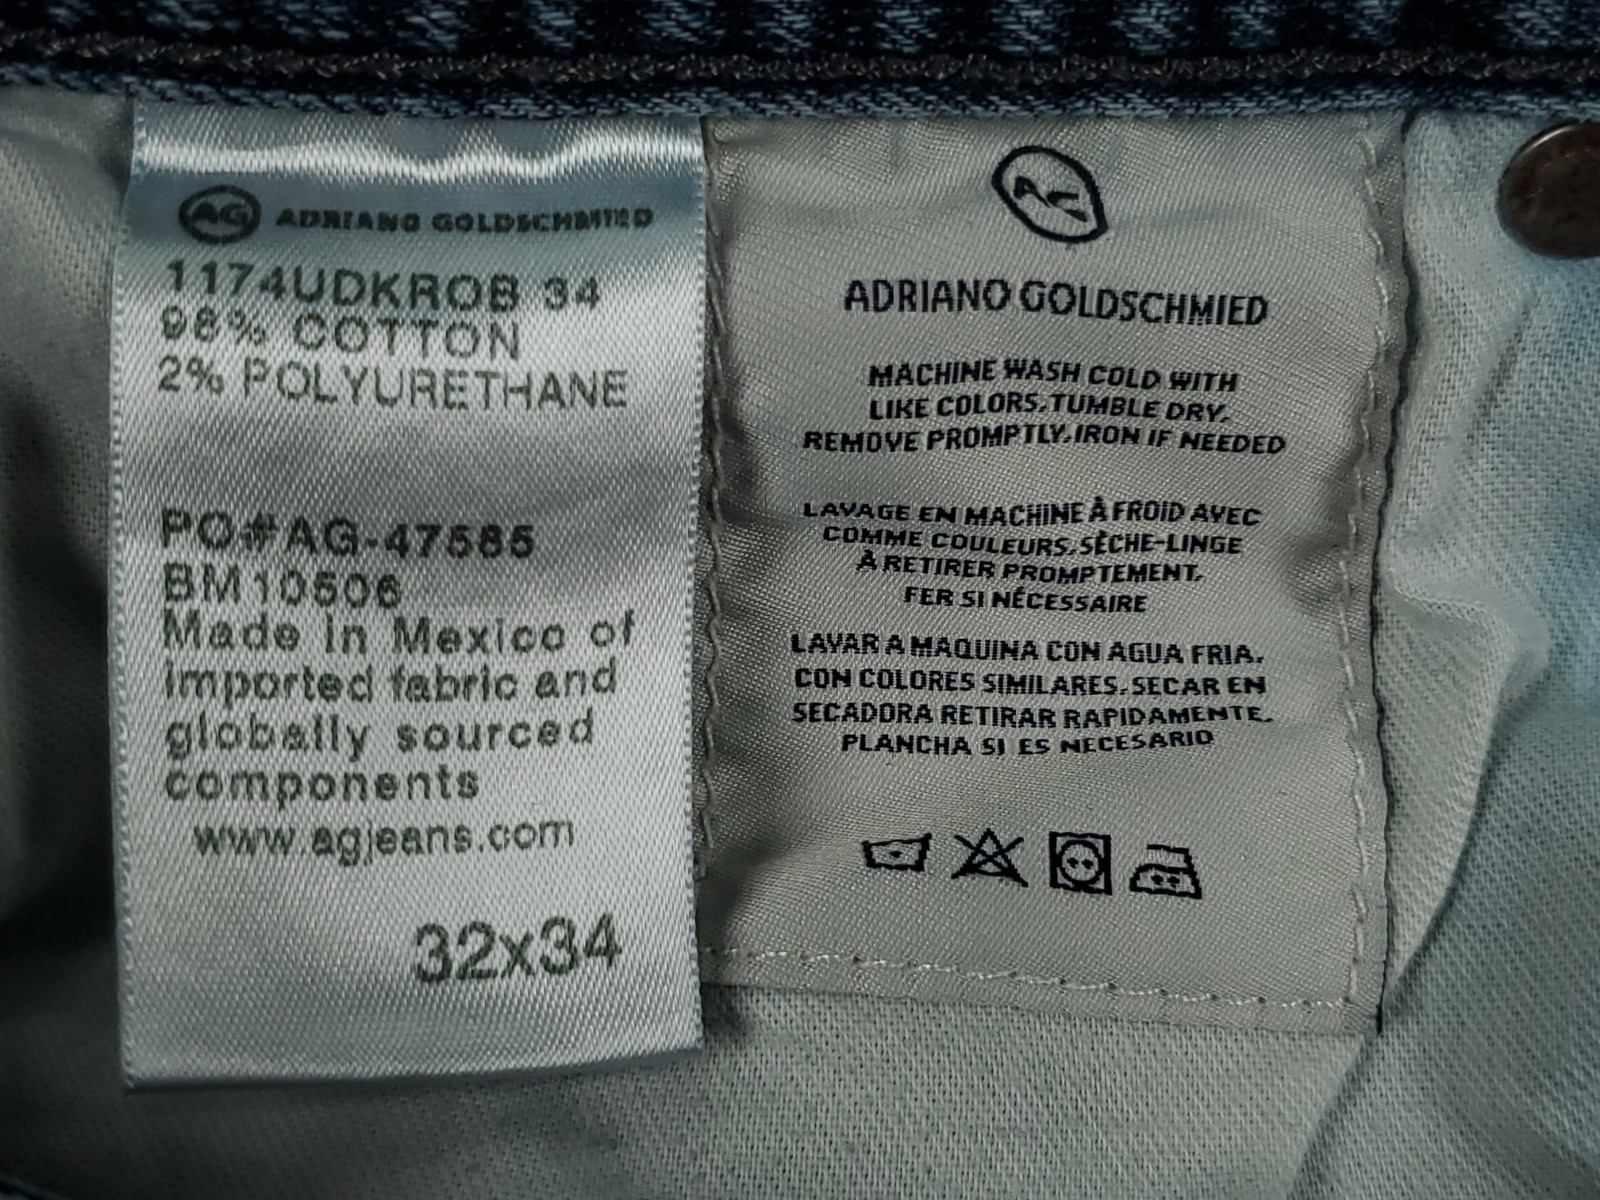 AG ADRIANO GOLDSCHMIED
1174UDKROB 34
98% COTTON
2% POLYURETHANE
PO#AG-47585
BM10506
Made in Mexico of
imported fabric and
globally sourced
components
www.agjeans.com
32x34
AG
ADRIANO GOLDSCHMIED
MACHINE WASH COLD WITH
LIKE COLORS.TUMBLE DRY.
REMOVE PROMPTLY.IRON IF NEEDED
LAVAGE EN MACHINE À FROID AVEC
COMME COULEURS.SÈCHE-LINGE
À RETIRER PROMPTEMENT.
FER SI NÉCESSAIRE
LAVAR A MAQUINA CON AGUA FRIA.
CON COLORES SIMILARES.SECAR EN
SECADORA RETIRAR RAPIDAMENTE.
PLANCHA SI ES NECESARIO